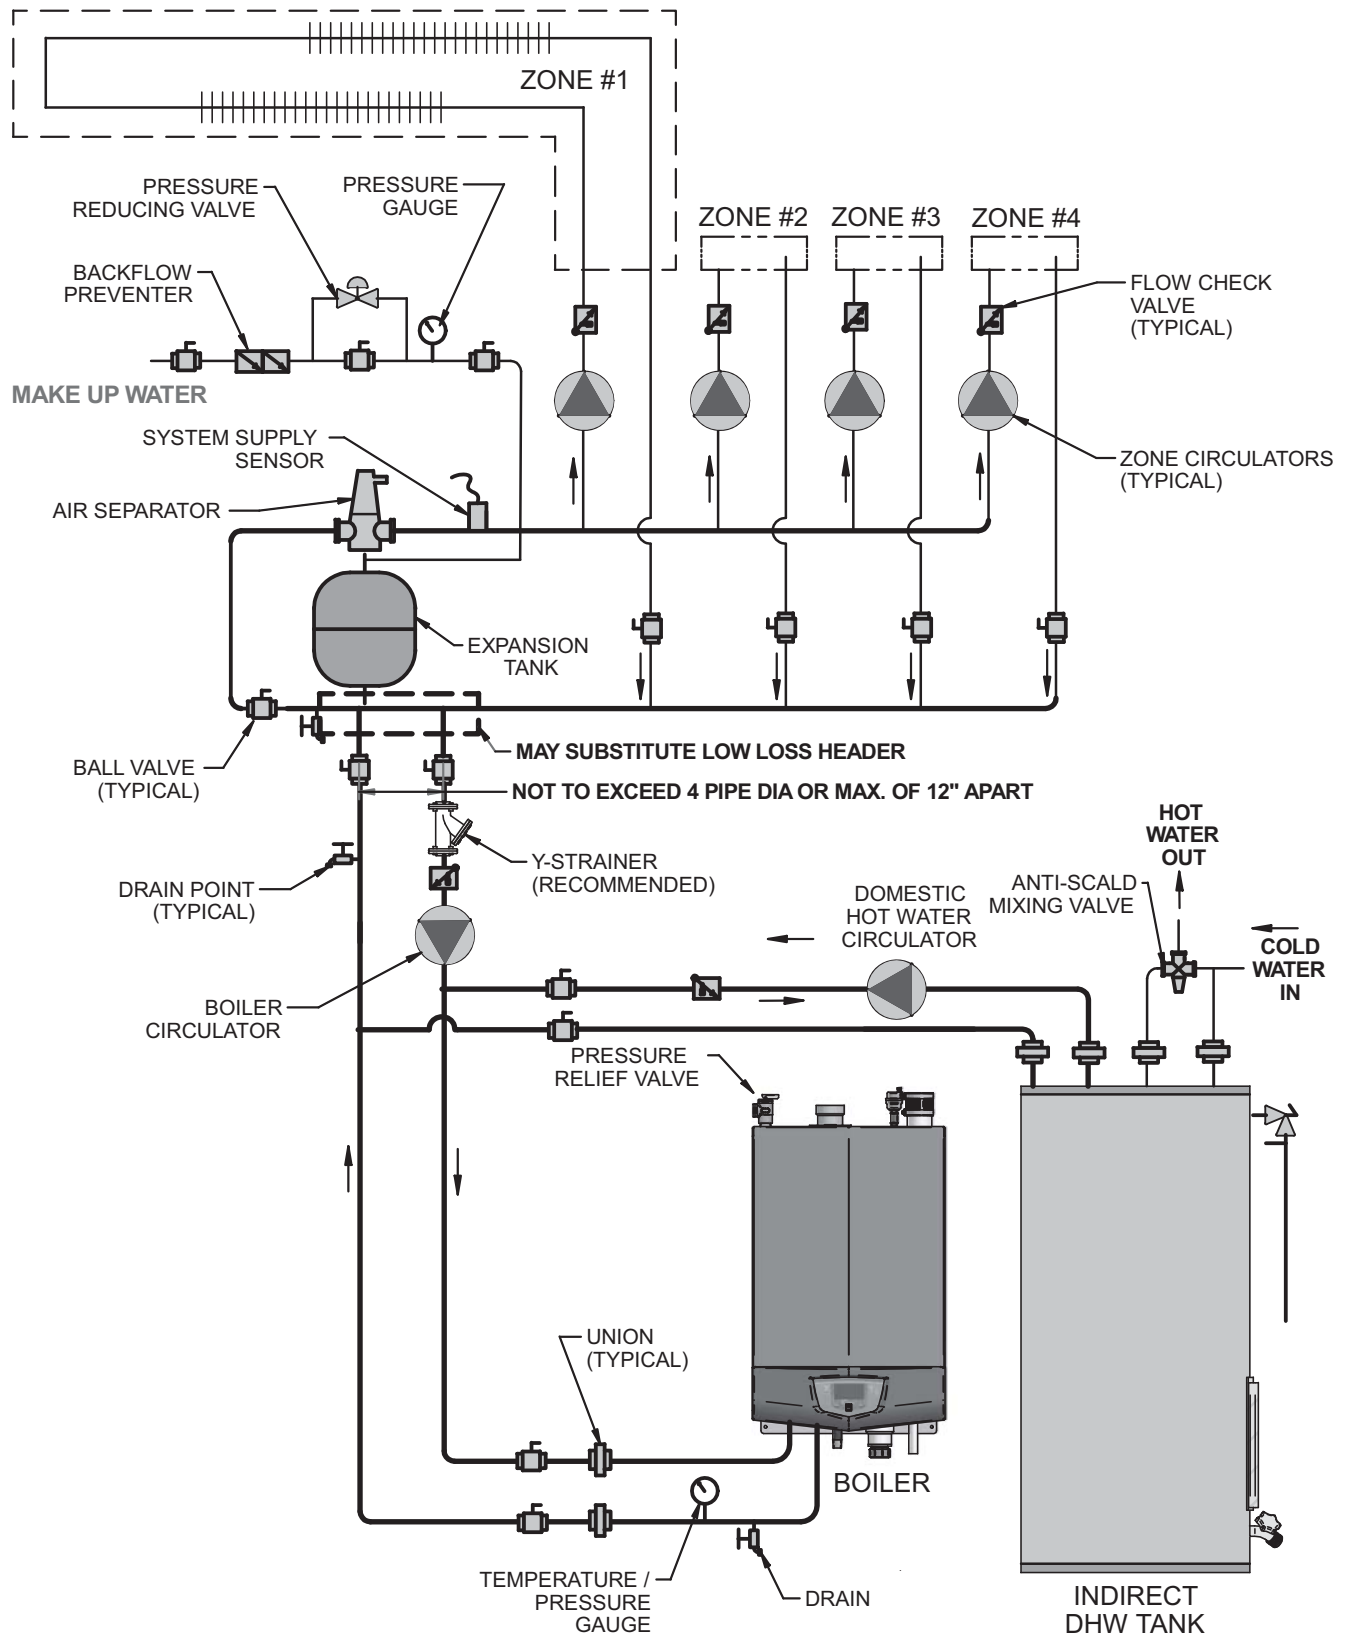 ZONE #1
PRESSURE
REDUCING VALVE
PRESSURE
GAUGE
ZONE #2
ZONE #3
ZONE #4
BACKFLOW
PREVENTER
FLOW CHECK
VALVE
(TYPICAL)
MAKE UP WATER
SYSTEM SUPPLY
SENSOR
ZONE CIRCULATORS
(TYPICAL)
AIR SEPARATOR
EXPANSION
TANK
MAY SUBSTITUTE LOW LOSS HEADER
BALL VALVE
(TYPICAL)
NOT TO EXCEED 4 PIPE DIA OR MAX. OF 12" APART
HOT
WATER
OUT
Y-STRAINER
(RECOMMENDED)
DRAIN POINT
(TYPICAL)
DOMESTIC
HOT WATER
CIRCULATOR
ANTI-SCALD
MIXING VALVE
COLD
WATER
IN
BOILER
CIRCULATOR
PRESSURE
RELIEF VALVE
UNION
(TYPICAL)
BOILER
TEMPERATURE /
PRESSURE
GAUGE
DRAIN
INDIRECT
DHW TANK